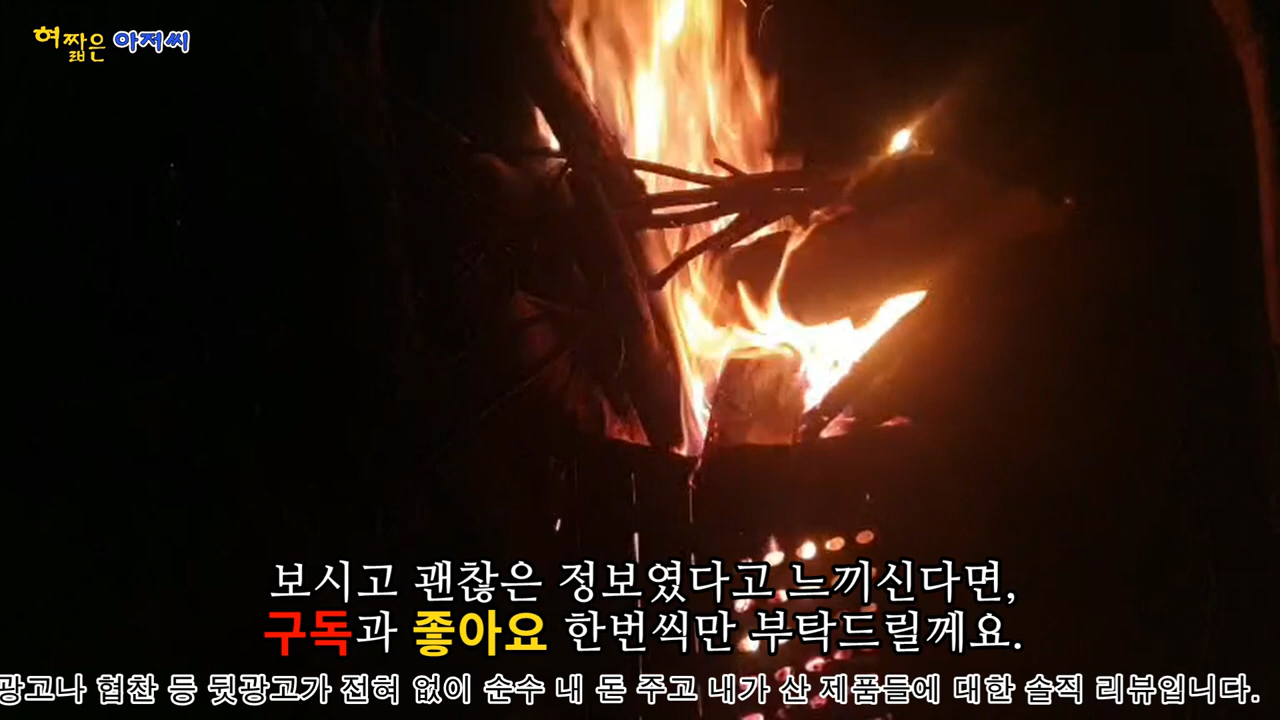 혀짧은 아저씨
보시고 괜찮은 정보였다고 느끼신다면,
구독과 좋아요 한번씩만 부탁드릴께요.
광고나 협찬 등 뒷광고가 전혀 없이 순수 내 돈 주고 내가 산 제품들에 대한 솔직 리뷰입니다.